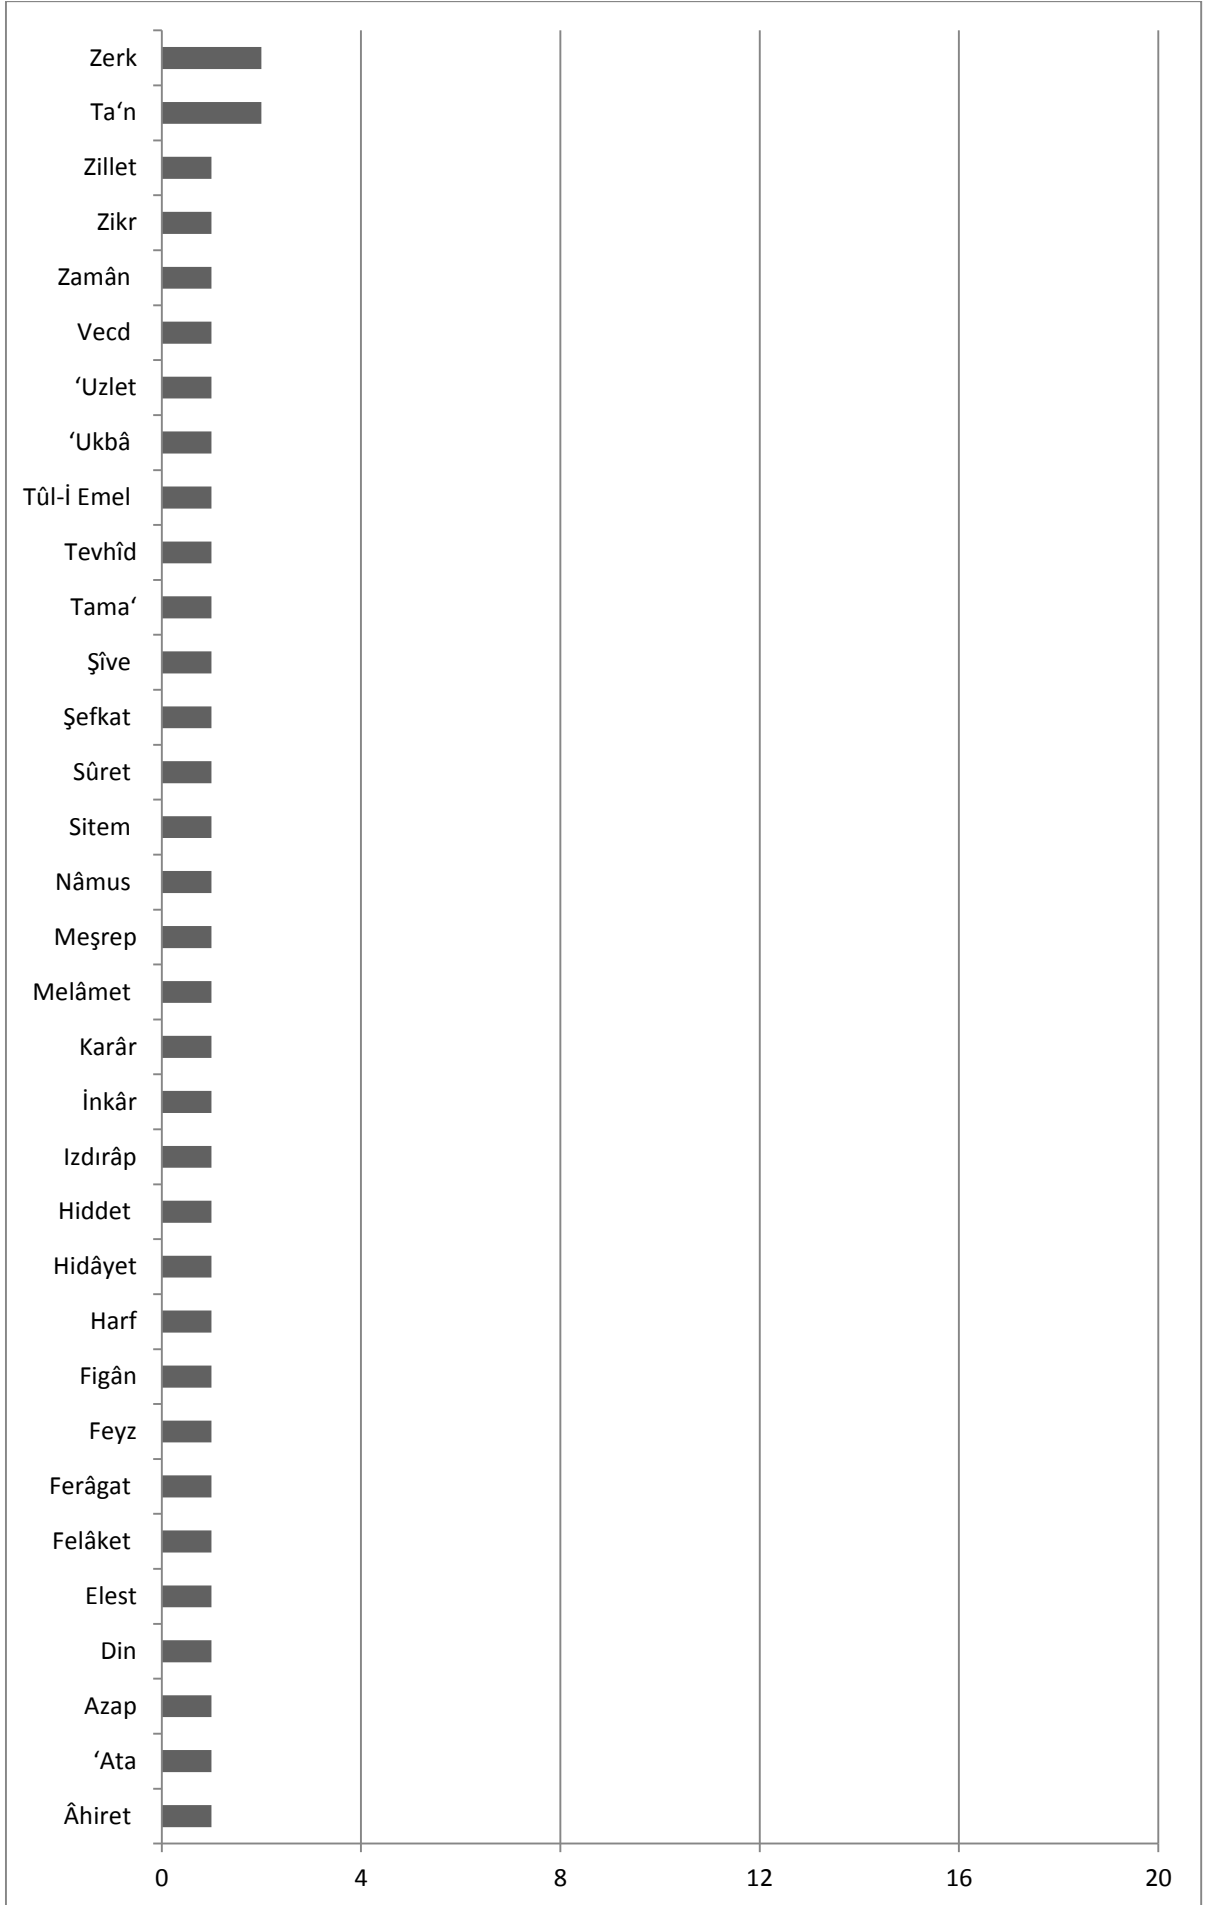 Zerk
Ta‘n
Zillet
Zikr
Zamân
Vecd
‘Uzlet
‘Ukbâ
Tûl-İ Emel
Tevhîd
Tama‘
Şîve
Şefkat
Sûret
Sitem
Nâmus
Meşrep
Melâmet
Karâr
İnkâr
Izdırâp
Hiddet
Hidâyet
Harf
Figân
Feyz
Ferâgat
Felâket
Elest
Din
Azap
‘Ata
Âhiret
0 4 8 12 16 20